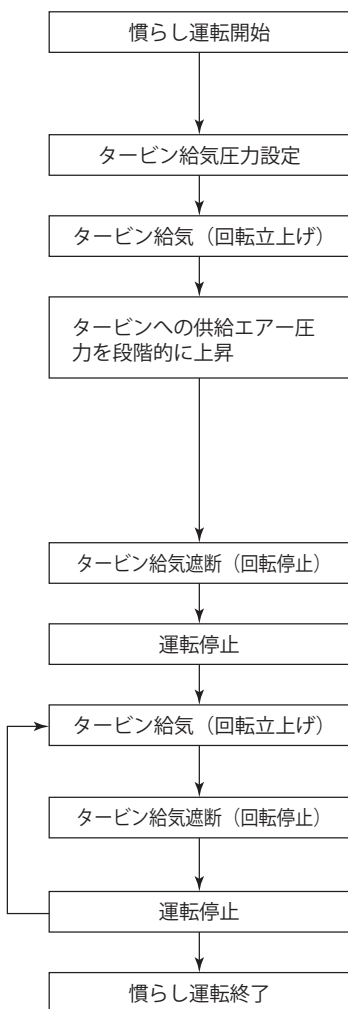 慣らし運転開始
タービン給気圧力設定
タービン給気（回転立上げ）
タービンへの供給エアー圧
力を段階的に上昇
タービン給気遮断（回転停止）
運転停止
タービン給気（回転立上げ）
タービン給気遮断（回転停止）
運転停止
慣らし運転終了